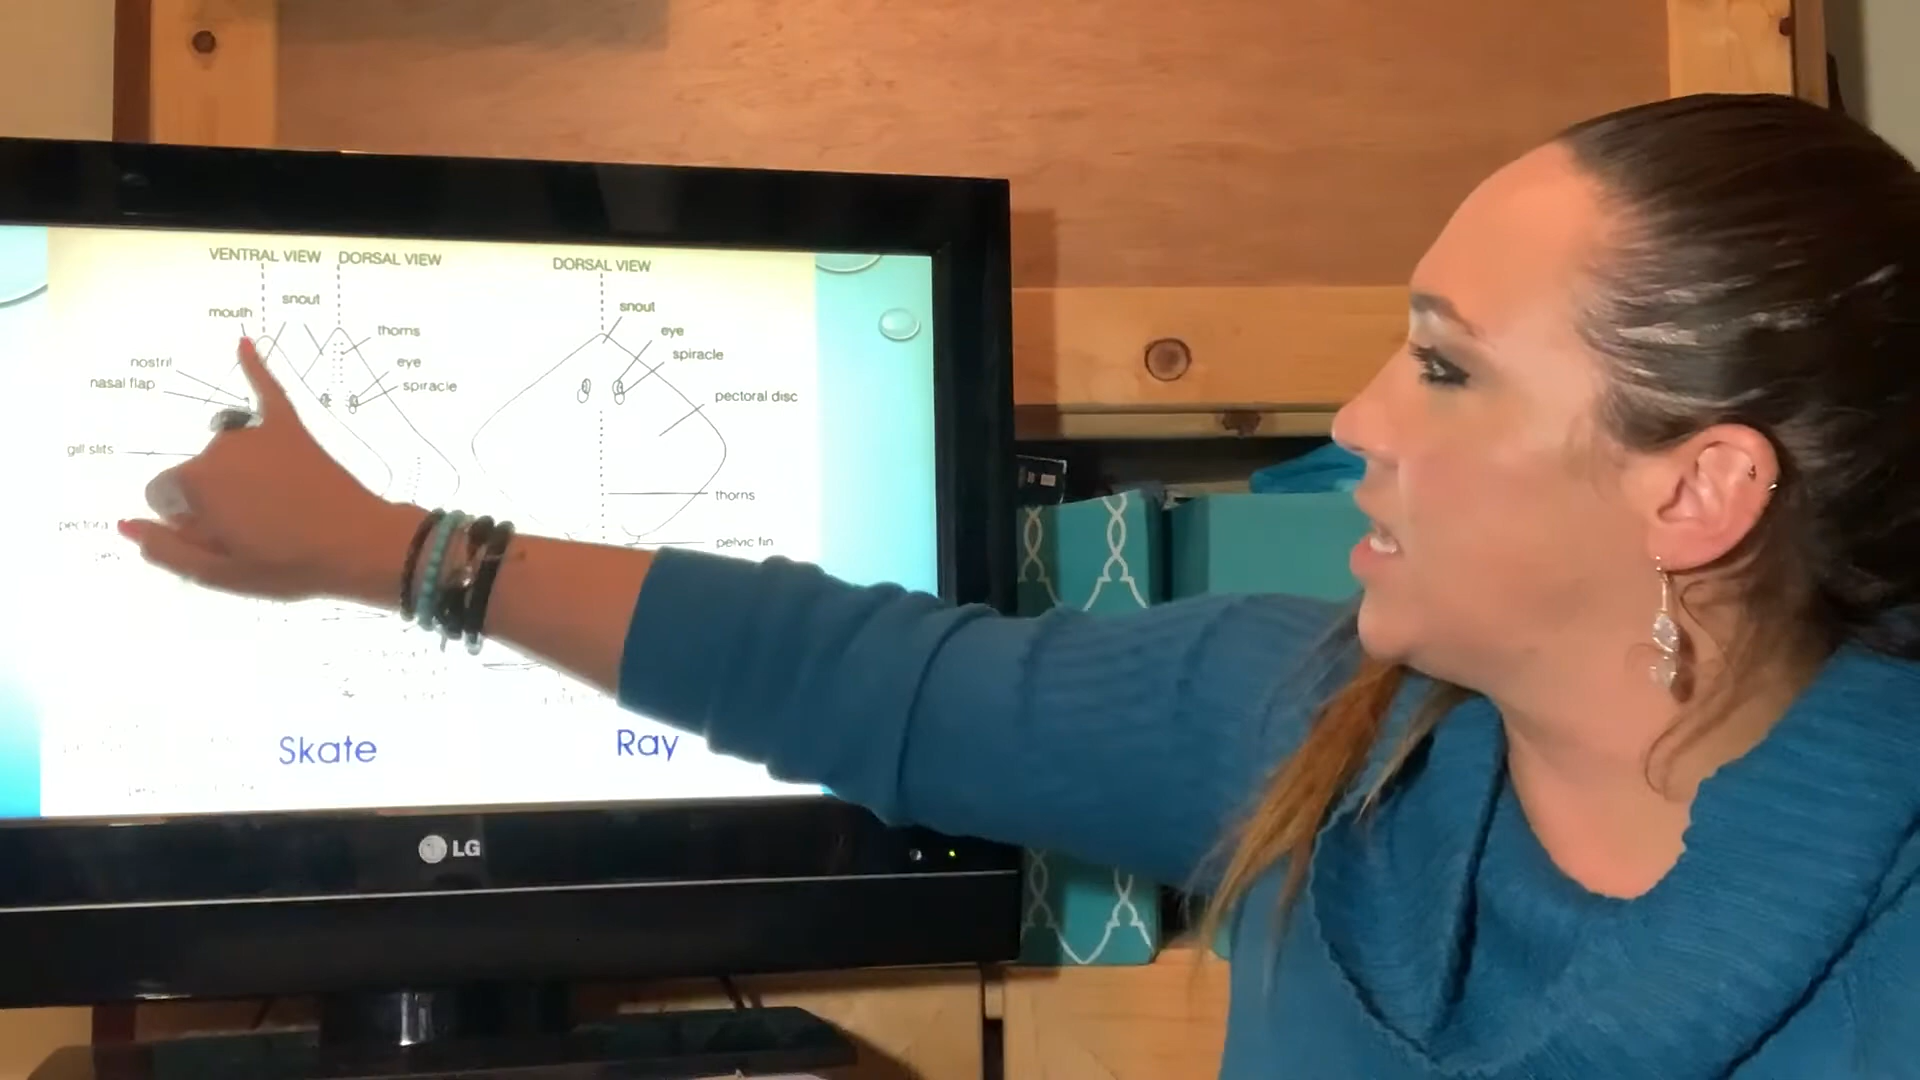 VENTRAL VIEW DORSAL VIEW
DORSAL VIEW
snout
mouth
thorns
nostril
eye
nasal flap
spiracle
gill slits
snout
eye
spiracle
pectoral disc
thorns
pelvic fin
Skate
Ray
LG